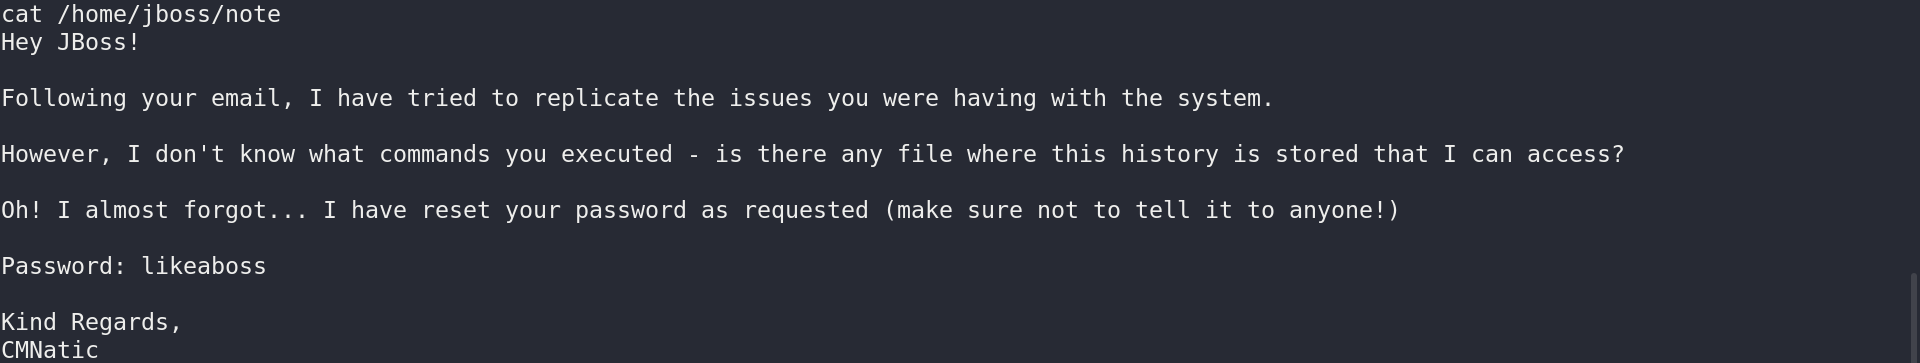 cat /home/jboss/note
Hey JBoss!
Following your email, I have tried to replicate the issues you were having with the system.
However, I don't know what commands you executed - is there any file where this history is stored that I can access?
Oh! I almost forgot... I have reset your password as requested (make sure not to tell it to anyone!)
Password: likeaboss
Kind Regards,
CMNatic